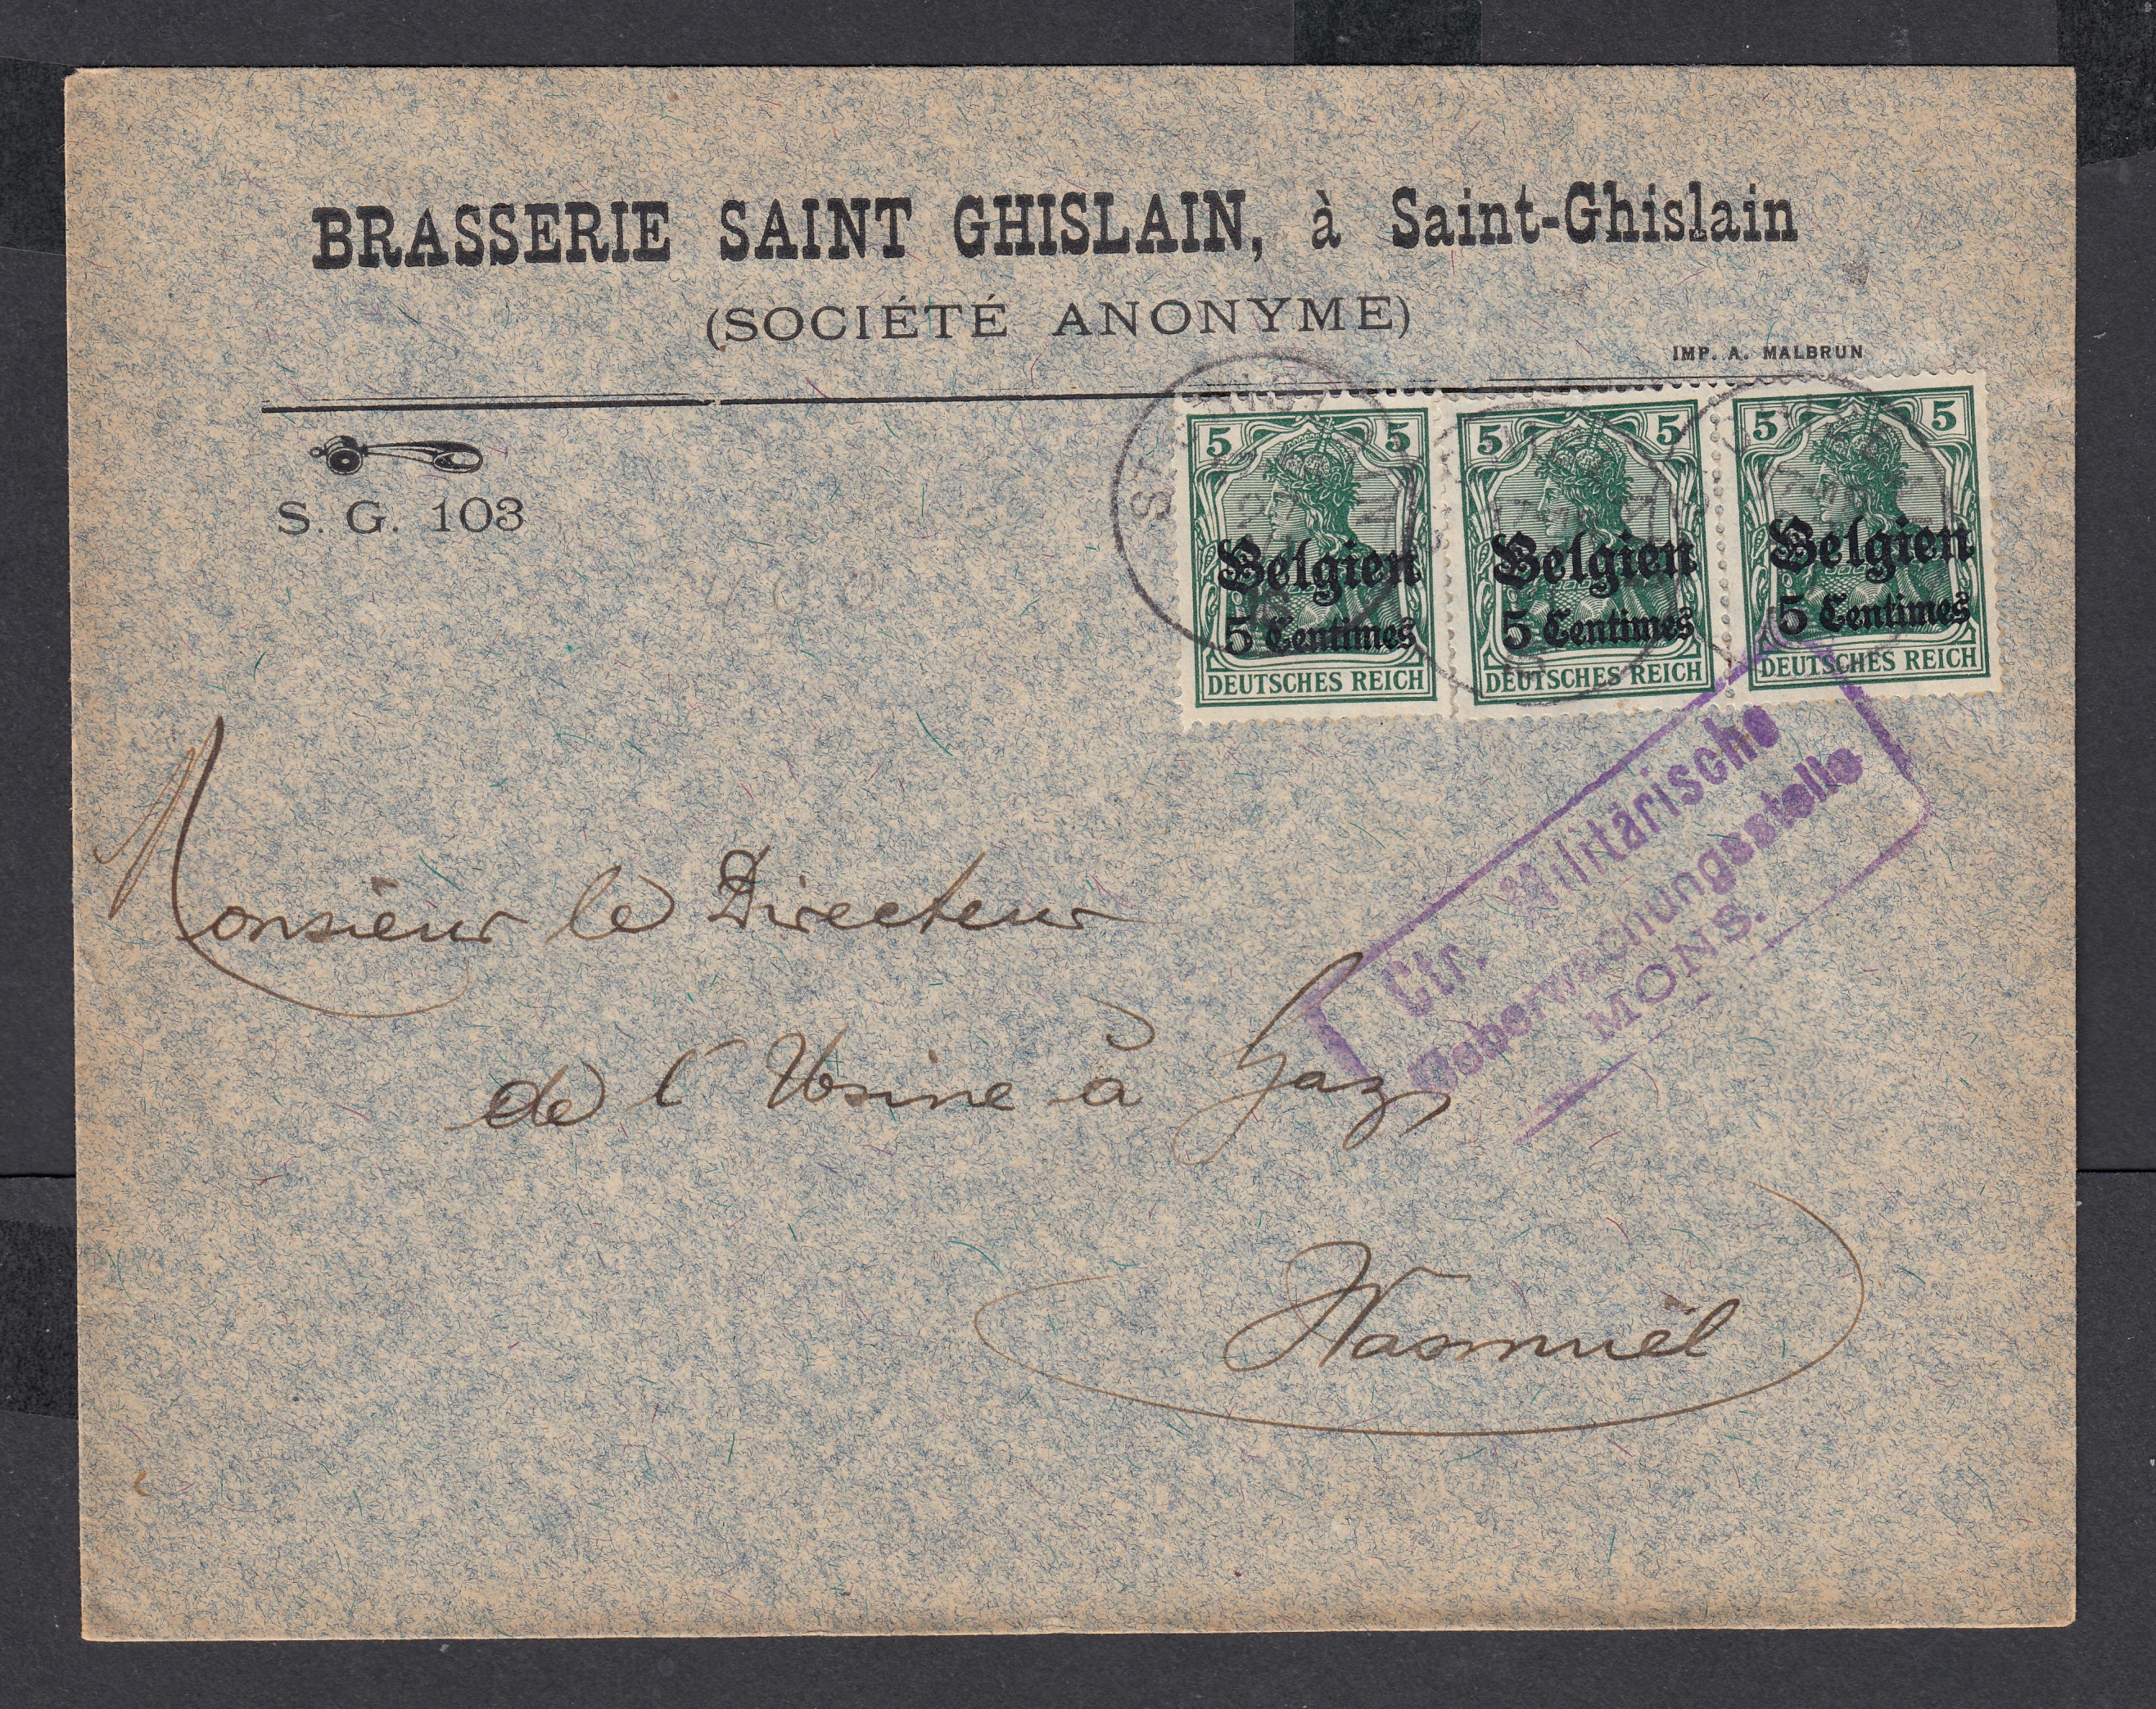 BRASSERIE SAINT GHISLAIN, à Saint-Ghislain
(SOCIÉTÉ ANONYME)
IMP. A. MALBRUN
S. G. 103
5 5
Belgien
5 Centimes
DEUTSCHES REICH
5 5
Belgien
5 Centimes
DEUTSCHES REICH
5 5
Belgien
5 Centimes
DEUTSCHES REICH
Ctr. Militärische
Ueberwachungsstelle
MONS.
Monsieur le Directeur
de l'Usine à Gaz
Wasmuël